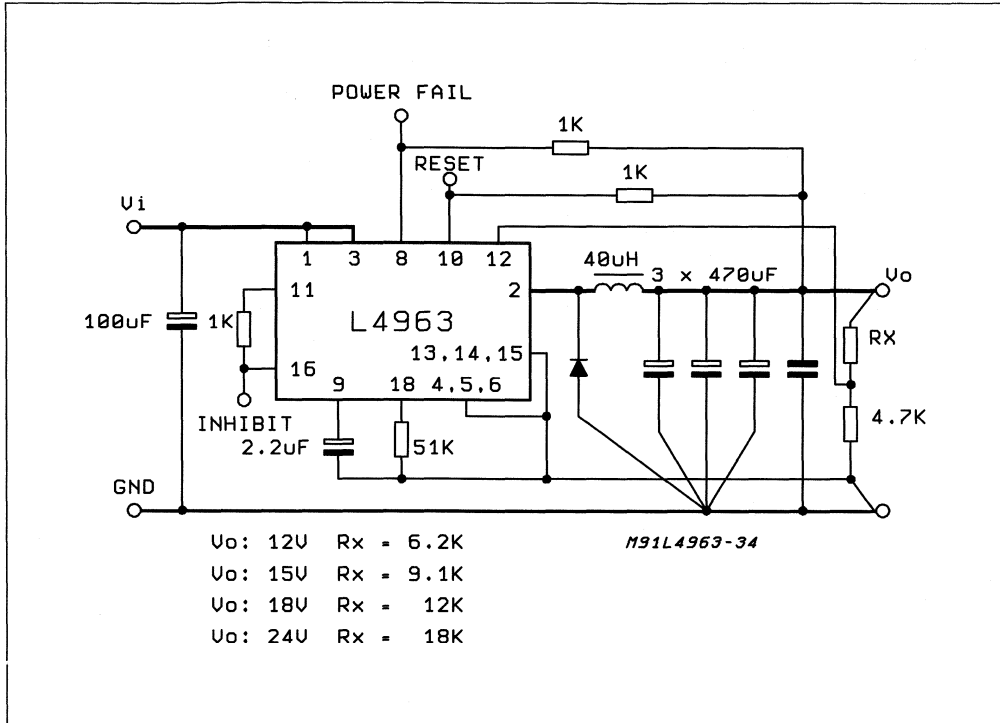 POWER FAIL
1K
RESET
1K
Vi
1 3 8 10 12
40uH
3 x 470uF
Vo
11
2
100uF
1K
L4963
RX
13,14,15
16
9 18 4,5,6
INHIBIT
4.7K
2.2uF
51K
GND
M91L4963-34
Vo: 12V Rx = 6.2K
Vo: 15V Rx = 9.1K
Vo: 18V Rx = 12K
Vo: 24V Rx = 18K